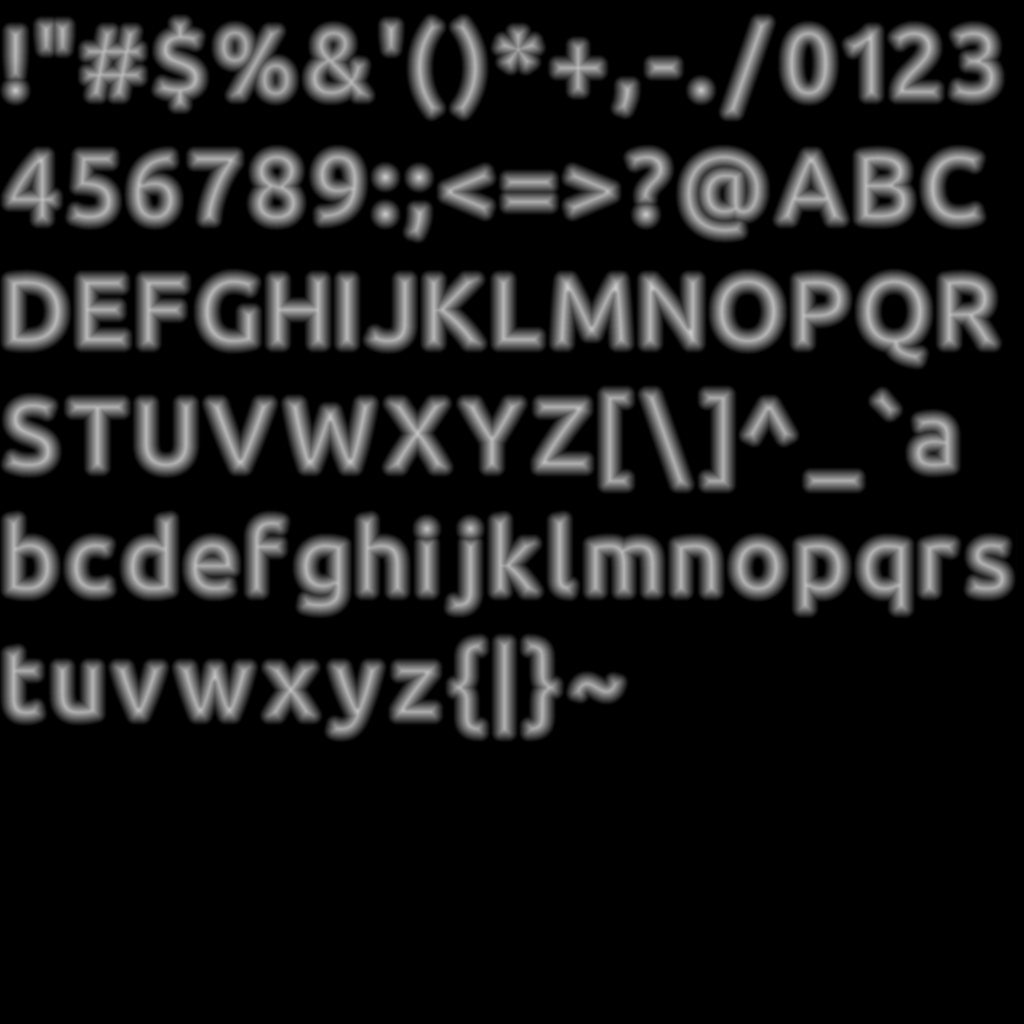 !"#$%&'()*+,-./0123
456789:;<=>?@ABC
DEFGHIJKLMNOPQR
STUVWXYZ[\]^_`a
bcdefghijklmnopqrs
tuvwxyz{|}~